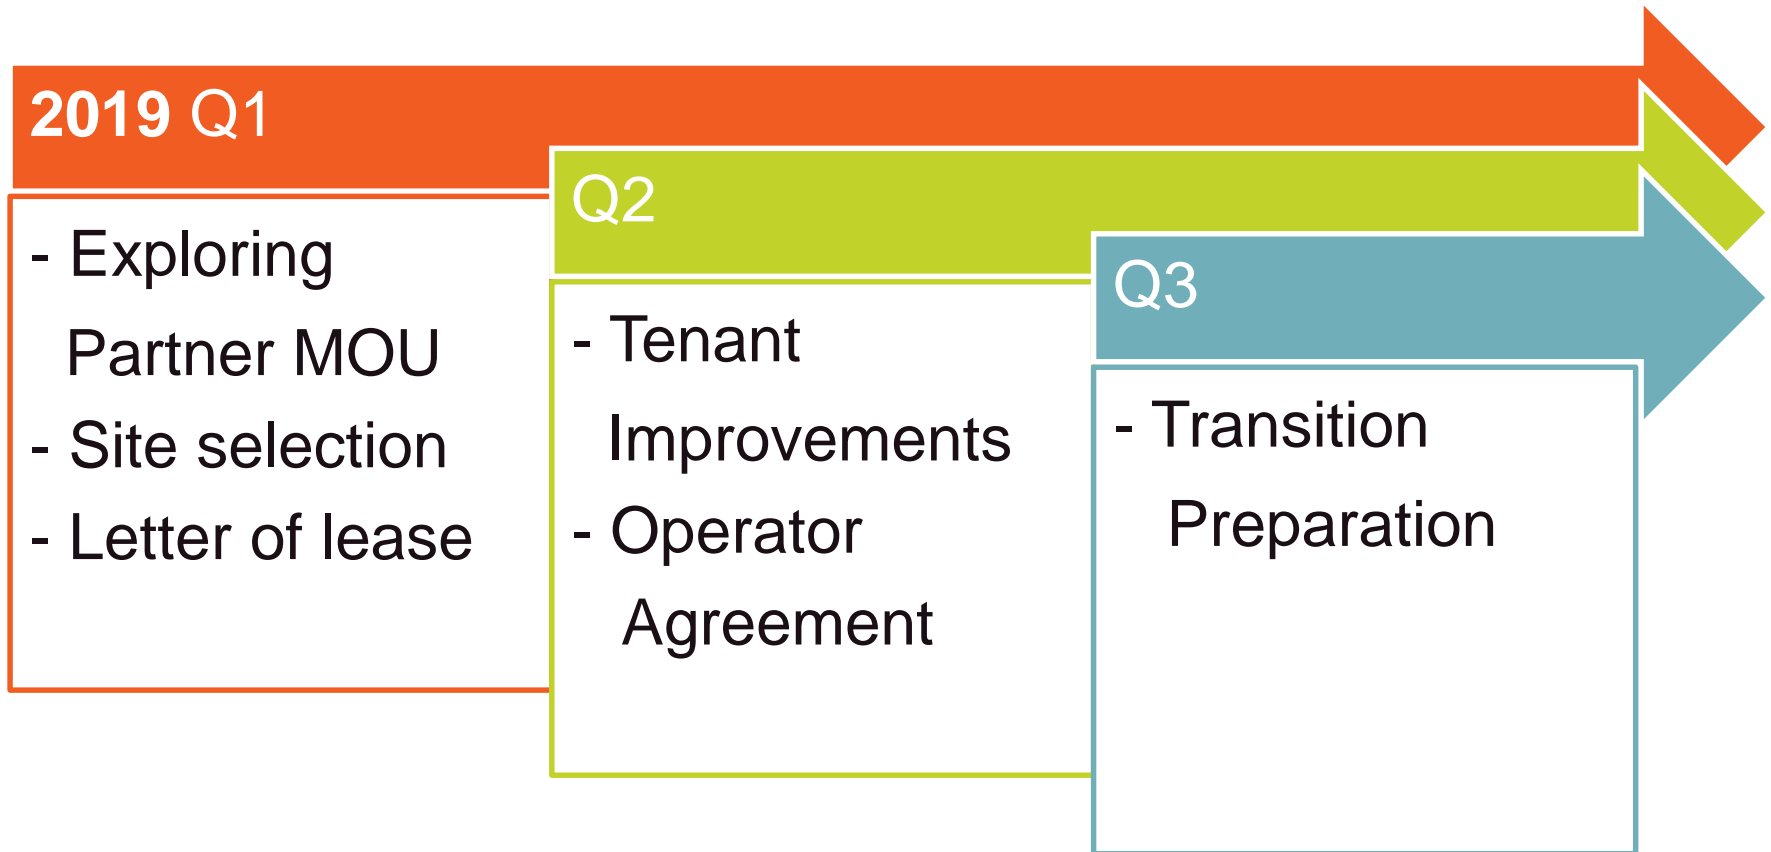 2019 Q1
- Exploring
Partner MOU
- Site selection
- Letter of lease
Q2
- Tenant
Improvements
- Operator
Agreement
Q3
- Transition
Preparation